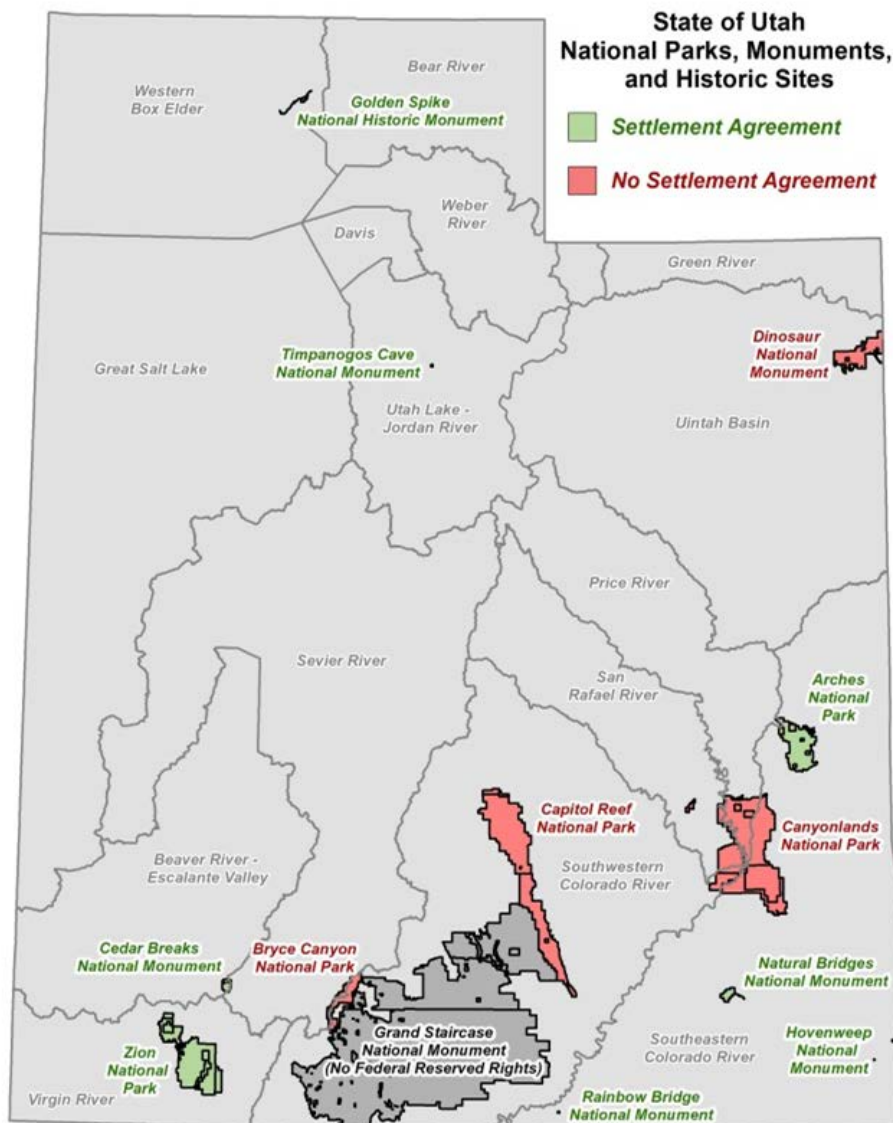 State of Utah
National Parks, Monuments,
and Historic Sites
Settlement Agreement
No Settlement Agreement
Western
Box Elder
Bear River
Golden Spike
National Historic Monument
Weber
River
Davis
Green River
Dinosaur
National
Monument
Timpanogos Cave
National Monument
Great Salt Lake
Utah Lake -
Jordan River
Uintah Basin
Price River
Sevier River
San
Rafael River
Arches
National
Park
Capitol Reef
National Park
Canyonlands
National Park
Beaver River -
Escalante Valley
Southwestern
Colorado River
Cedar Breaks
National Monument
Bryce Canyon
National Park
Natural Bridges
National Monument
Grand Staircase
National Monument
(No Federal Reserved Rights)
Southeastern
Colorado River
Hovenweep
National
Monument
Zion
National
Park
Virgin River
Rainbow Bridge
National Monument